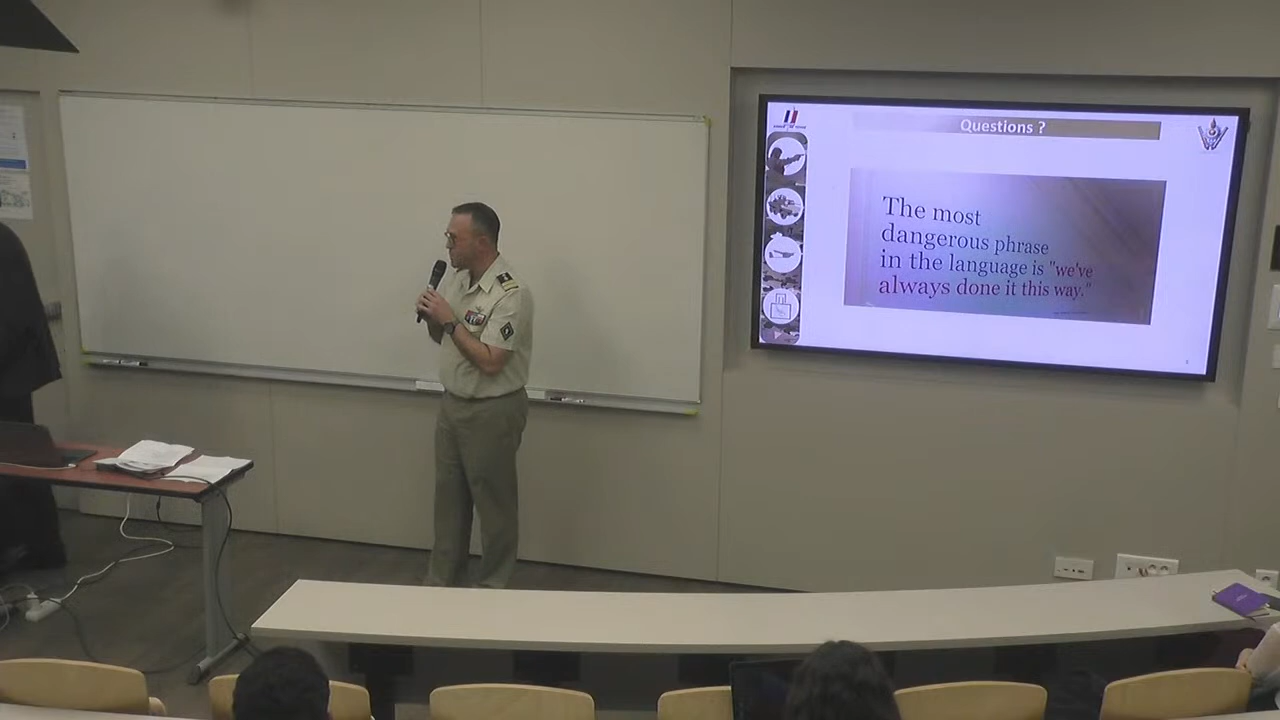 Questions ?
The most
dangerous phrase
in the language is "we've
always done it this way."